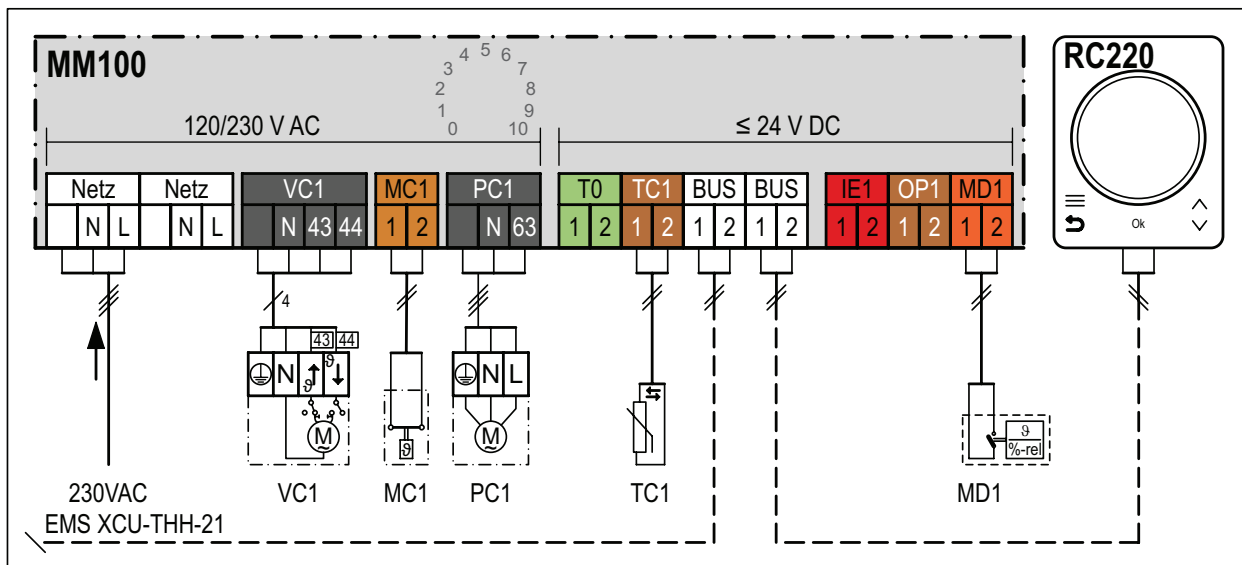 MM100
0 1 2 3 4 5 6 7 8 9 10
RC220
120/230 V AC
≤ 24 V DC
Netz Netz VC1 MC1 PC1 T0 TC1 BUS BUS IE1 OP1 MD1
N L N L N 43 44 1 2 N 63 1 2 1 2 1 2 1 2 1 2 1 2 1 2
Ok
4
43 44
N ϑ ϑ
N L
M
ϑ
M
ϑ
%-rel
230VAC VC1 MC1 PC1 TC1 MD1
EMS XCU-THH-21